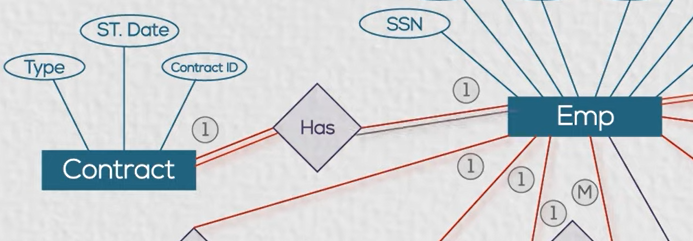 ST. Date
SSN
Type
Contract ID
1
1
Has
Emp
Contract
1
1
M
1